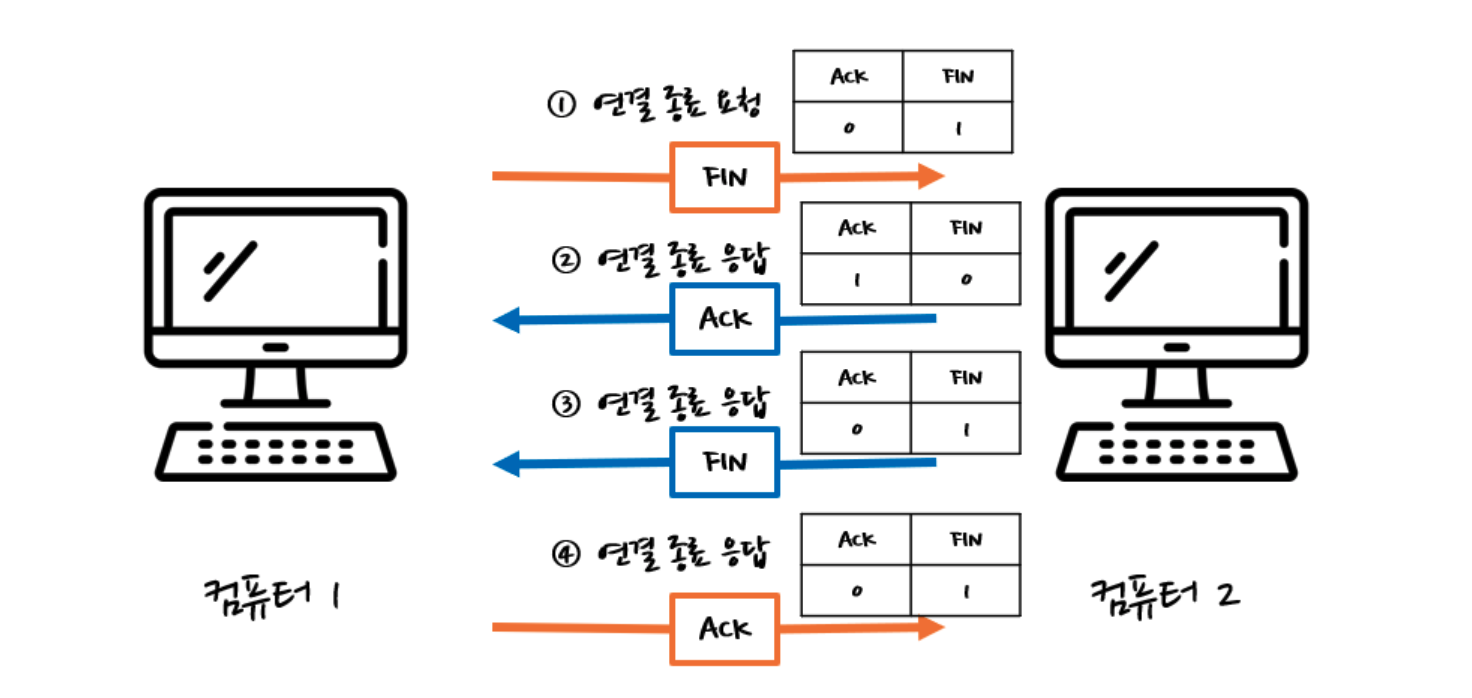 ① 연결 종료 요청
Ack FIN
0 1
FIN
② 연결 종료 응답
Ack FIN
1 0
Ack
③ 연결 종료 응답
Ack FIN
0 1
FIN
④ 연결 종료 응답
Ack FIN
0 1
Ack
컴퓨터 1
컴퓨터 2